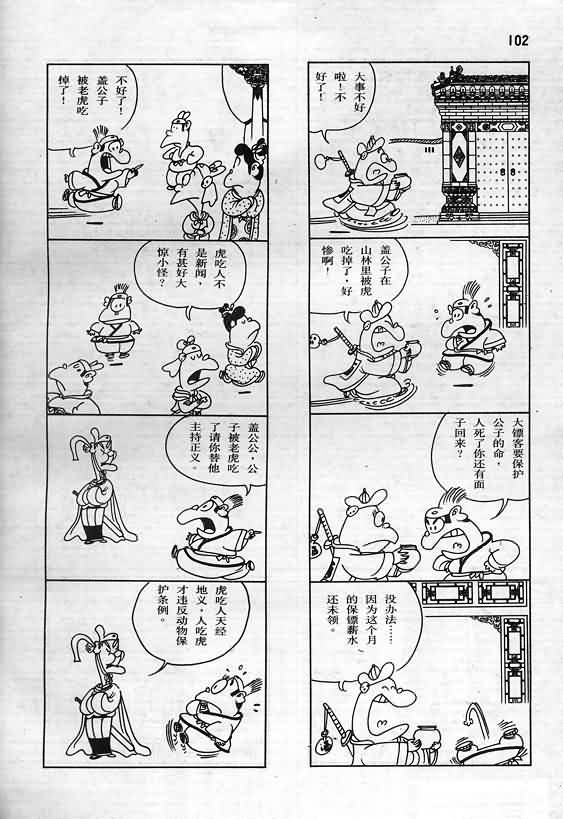 102
大事不好
啦！不
好了！
盖公子在
山林里被虎
吃掉了，好
惨啊！
大镖客要保护
公子的命，
人死了你还有面
子回来？
没办法……
因为这个月
的保镖薪水
还未领。
不好了！
盖公子
被老虎吃
掉了！
虎吃人不
是新闻，
有甚好大
惊小怪？
盖公公，公
子被老虎吃
了请你替他
主持正义。
虎吃人天经
地义，人吃虎
才违反动物保
护条例。